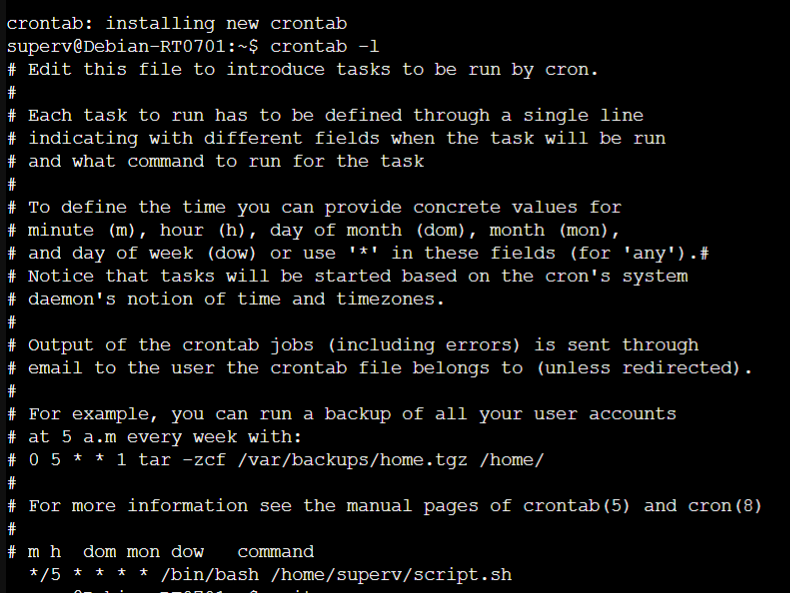 crontab: installing new crontab
superv@Debian-RT0701:~$ crontab -l
# Edit this file to introduce tasks to be run by cron.
#
# Each task to run has to be defined through a single line
# indicating with different fields when the task will be run
# and what command to run for the task
#
# To define the time you can provide concrete values for
# minute (m), hour (h), day of month (dom), month (mon),
# and day of week (dow) or use '*' in these fields (for 'any').#
# Notice that tasks will be started based on the cron's system
# daemon's notion of time and timezones.
#
# Output of the crontab jobs (including errors) is sent through
# email to the user the crontab file belongs to (unless redirected).
#
# For example, you can run a backup of all your user accounts
# at 5 a.m every week with:
# 0 5 * * 1 tar -zcf /var/backups/home.tgz /home/
#
# For more information see the manual pages of crontab(5) and cron(8)
#
# m h  dom mon dow   command
  */5 * * * * /bin/bash /home/superv/script.sh